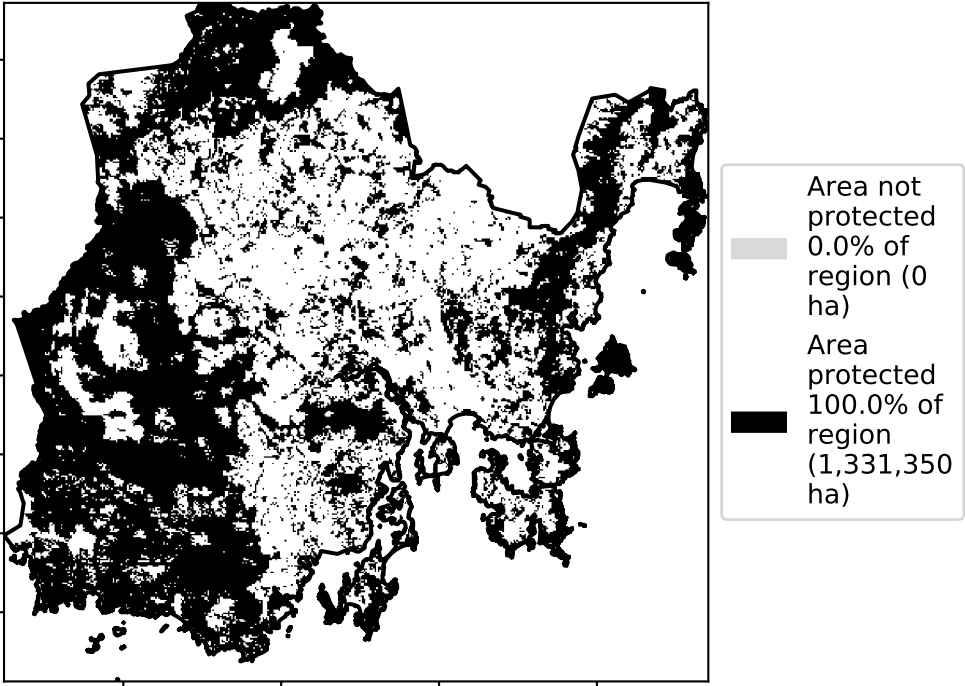 Area not
protected
0.0% of
region (0
ha)
Area
protected
100.0% of
region
(1,331,350
ha)